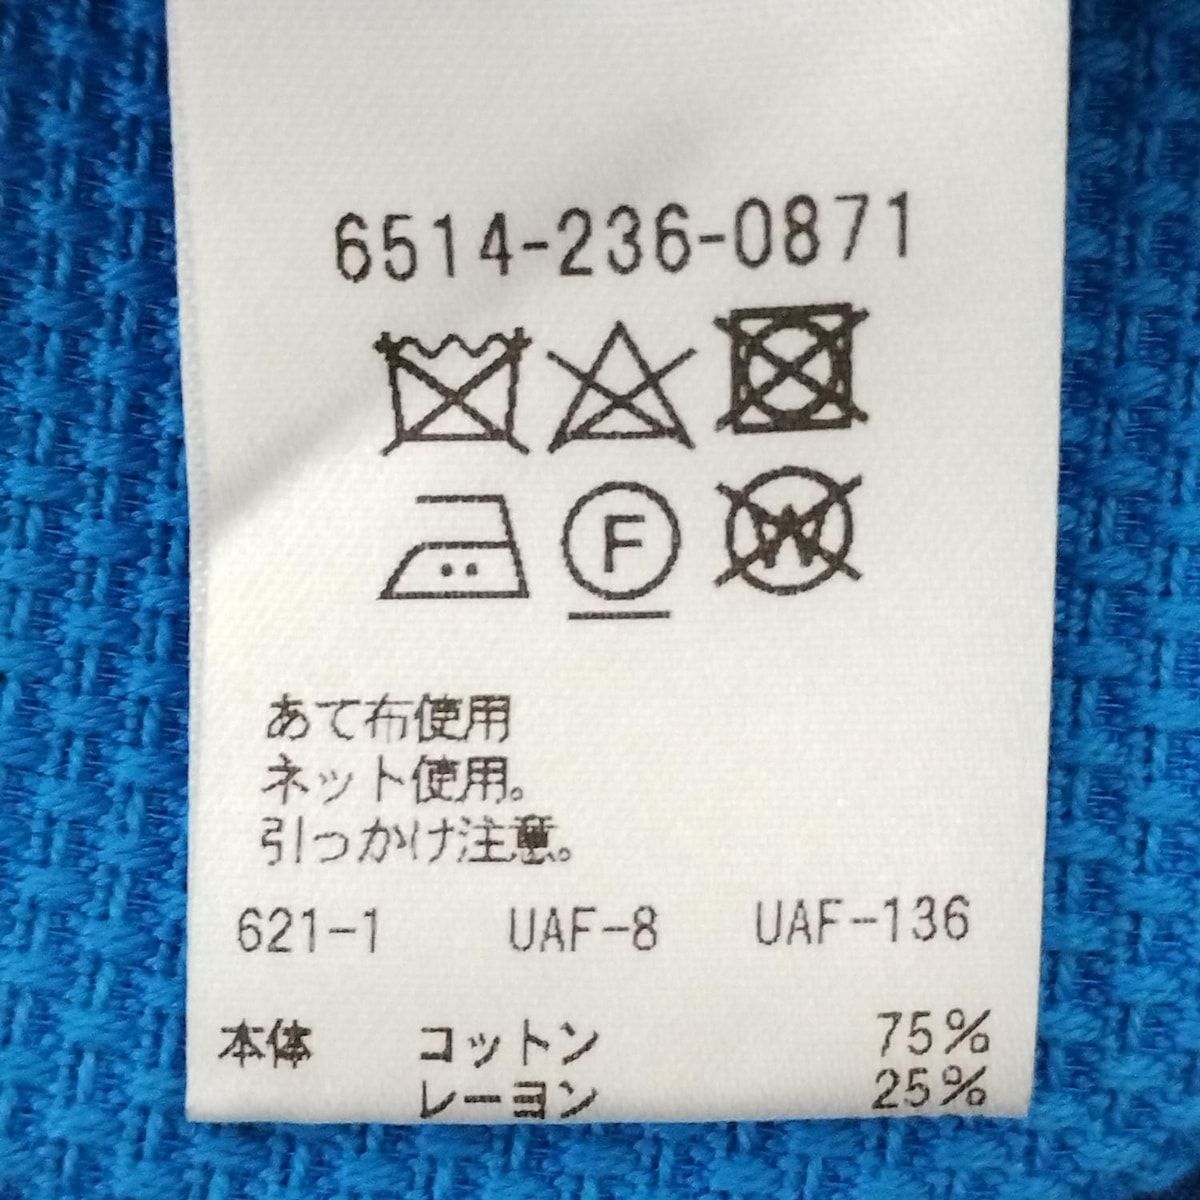 6514-236-0871
F W
あて布使用
ネット使用。
引っかけ注意。
621-1 UAF-8 UAF-136
本体 コットン 75%
レーヨン 25%